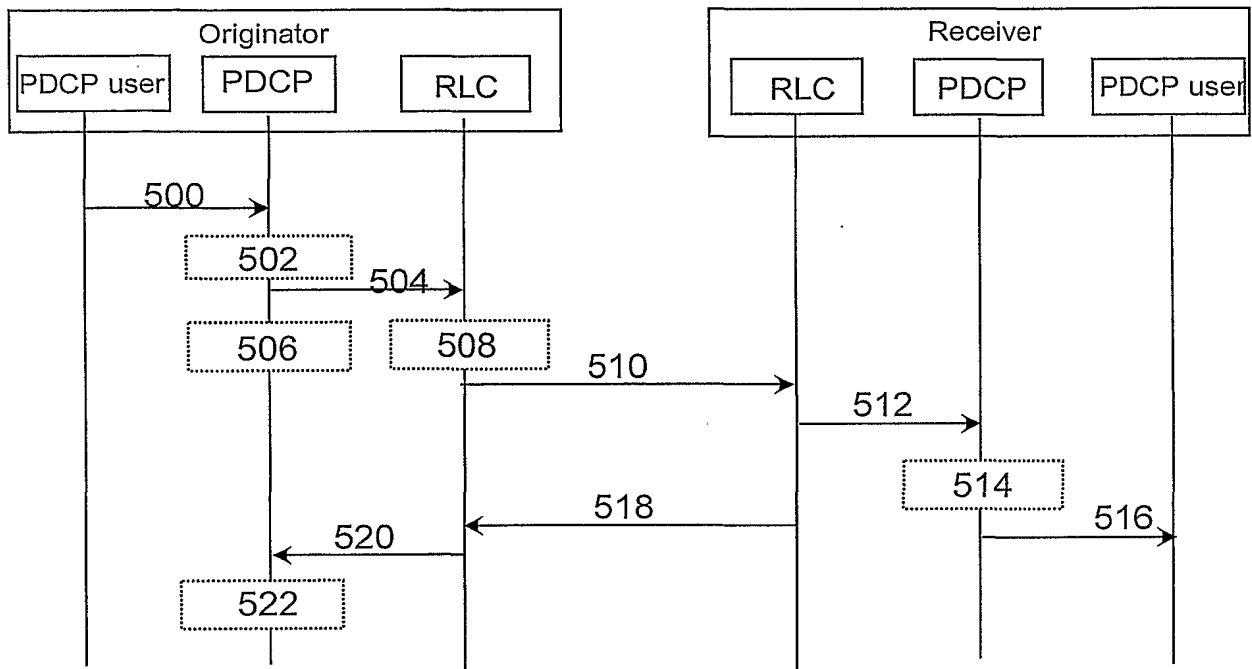 Originator
Receiver
PDCP user
PDCP
RLC
RLC
PDCP
PDCP user
500
502
504
506
508
510
512
514
516
518
520
522